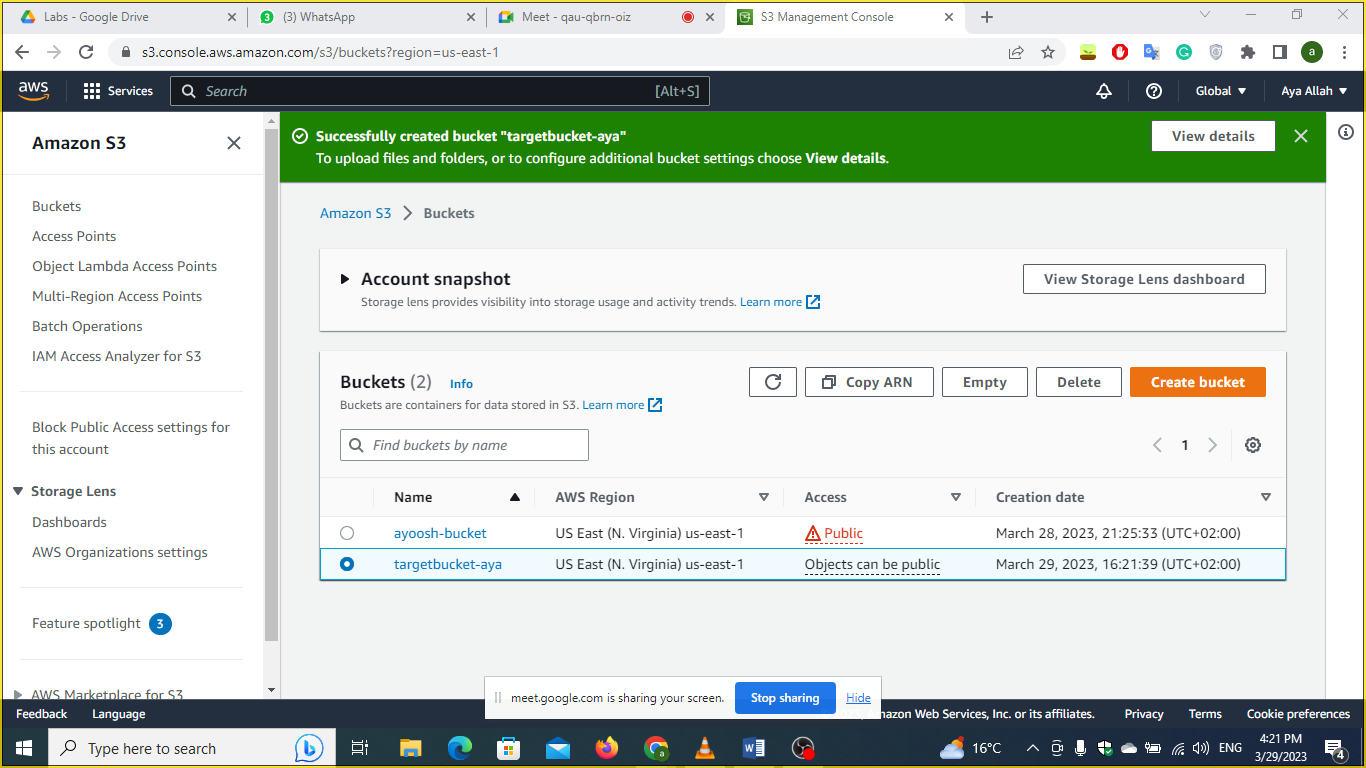 Labs - Google Drive
(3) WhatsApp
Meet - qau-qbrn-oiz
S3 Management Console
s3.console.aws.amazon.com/s3/buckets?region=us-east-1
a
aws
Services
Search
[Alt+S]
Global
Aya Allah
Amazon S3
Buckets
Access Points
Object Lambda Access Points
Multi-Region Access Points
Batch Operations
IAM Access Analyzer for S3
Block Public Access settings for
this account
Storage Lens
Dashboards
AWS Organizations settings
Feature spotlight 3
AWS Marketplace for S3
Successfully created bucket "targetbucket-aya"
To upload files and folders, or to configure additional bucket settings choose View details.
View details
Amazon S3 > Buckets
Account snapshot
Storage lens provides visibility into storage usage and activity trends. Learn more
View Storage Lens dashboard
Buckets (2) Info
Buckets are containers for data stored in S3. Learn more
Copy ARN
Empty
Delete
Create bucket
Find buckets by name
1
Name AWS Region Access Creation date
ayoosh-bucket US East (N. Virginia) us-east-1 Public March 28, 2023, 21:25:33 (UTC+02:00)
targetbucket-aya US East (N. Virginia) us-east-1 Objects can be public March 29, 2023, 16:21:39 (UTC+02:00)
meet.google.com is sharing your screen.
Stop sharing
Hide
Feedback
Language
Amazon Web Services, Inc. or its affiliates.
Privacy
Terms
Cookie preferences
Type here to search
16°C
ENG
4:21 PM
3/29/2023
4